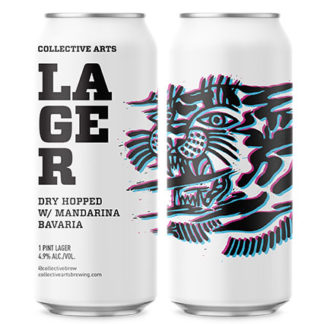 COLLECTIVE ARTS
LA
GE
R
DRY HOPPED
W/ MANDARINA
BAVARIA
1 PINT LAGER
4.9% ALC./VOL.
@collectivebrew
collectiveartsbrewing.com